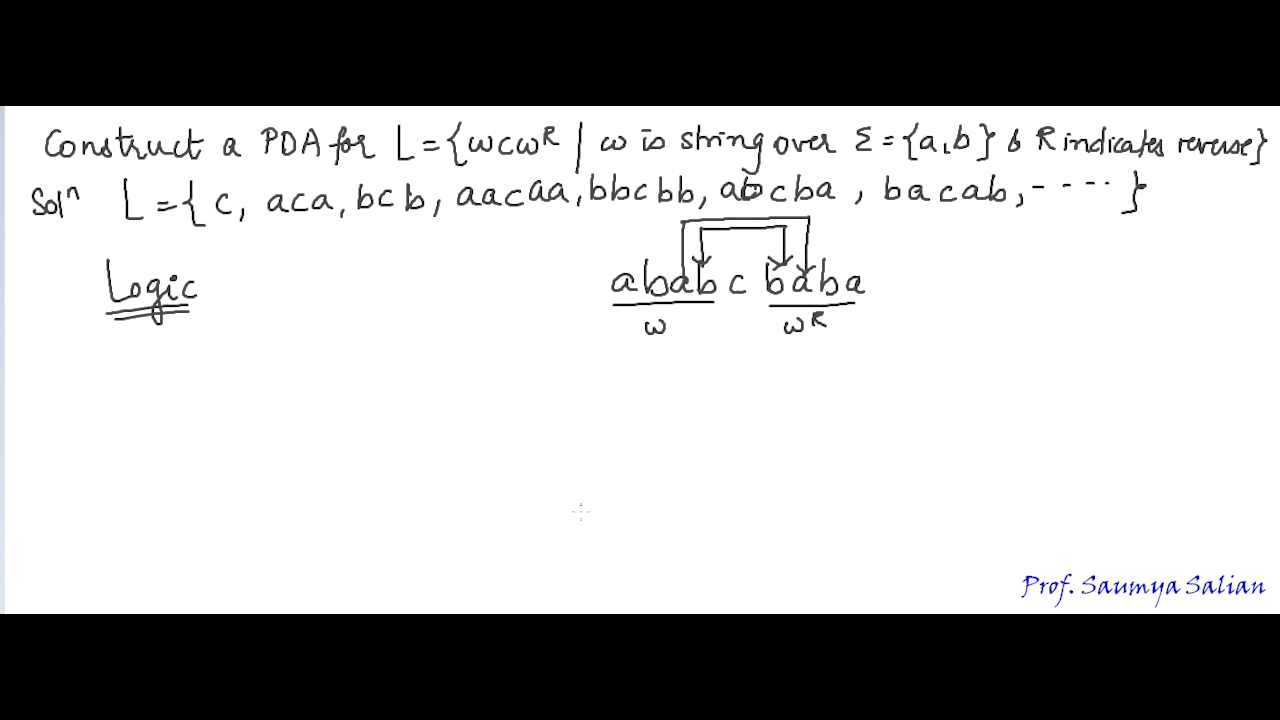 Construct a PDA for L = {wcw^R | w is string over Σ = {a,b} & R indicates reverse}
Solⁿ L = { c, aca, bcb, aacaa, bbcbb, abcba, bacab, - - - - }
Logic ababc baba
w w^R
Prof. Saumya Salian